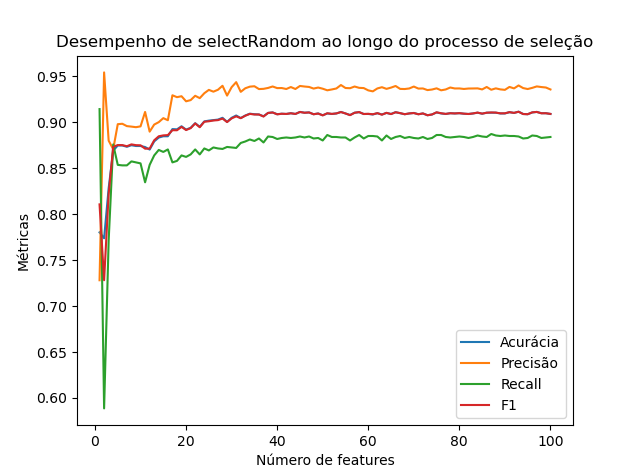 Desempenho de selectRandom ao longo do processo de seleção
0.95
0.90
0.85
0.80
0.75
0.70
0.65
0.60
Métricas
0 20 40 60 80 100
Número de features
Acurácia
Precisão
Recall
F1